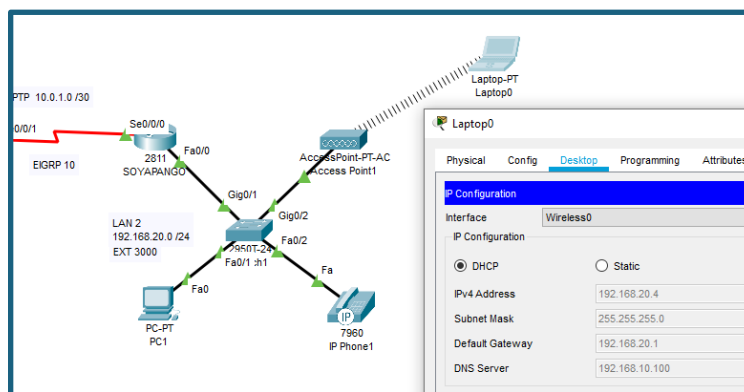 Laptop-PT
Laptop0
PTP 10.0.1.0 /30
0/0/1
Se0/0/0
EIGRP 10
2811
SOYAPANGO
Fa0/0
AccessPoint-PT-AC
Access Point1
Gig0/1
Gig0/2
LAN 2
192.168.20.0 /24
EXT 3000
2950T-24
Fa0/1
Fa0/2
Fa0
Fa
PC-PT
PC1
IP
7960
IP Phone1
Laptop0
Physical Config Desktop Programming Attributes
IP Configuration
Interface Wireless0
IP Configuration
DHCP Static
IPv4 Address 192.168.20.4
Subnet Mask 255.255.255.0
Default Gateway 192.168.20.1
DNS Server 192.168.10.100